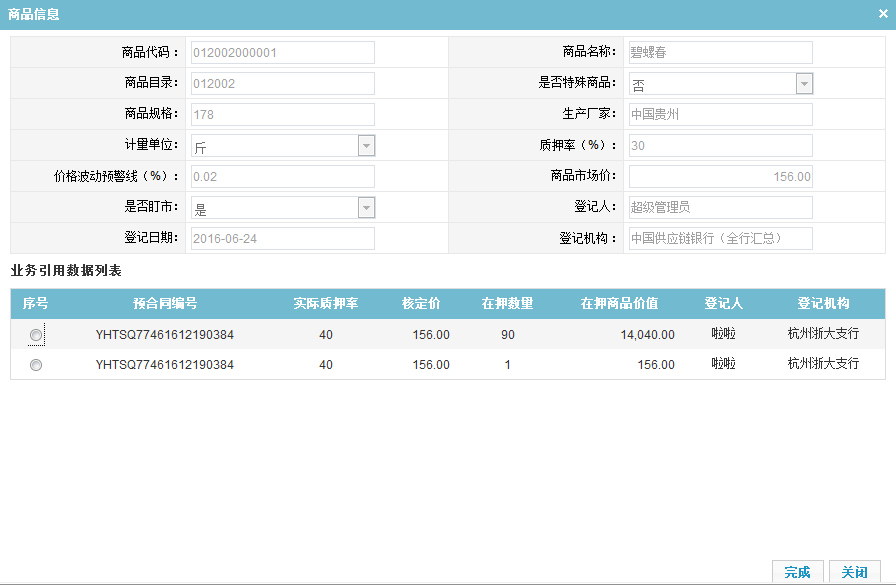 商品信息 ×
商品代码： 012002000001 商品名称： 碧螺春
商品目录： 012002 是否特殊商品： 否
商品规格： 178 生产厂家： 中国贵州
计量单位： 斤 质押率（%）： 30
价格波动预警线（%）： 0.02 商品市场价： 156.00
是否盯市： 是 登记人： 超级管理员
登记日期： 2016-06-24 登记机构： 中国供应链银行（全行汇总）
业务引用数据列表
序号 预合同编号 实际质押率 核定价 在押数量 在押商品价值 登记人 登记机构
YHTSQ77461612190384 40 156.00 90 14,040.00 啦啦 杭州浙大支行
YHTSQ77461612190384 40 156.00 1 156.00 啦啦 杭州浙大支行
完成 关闭